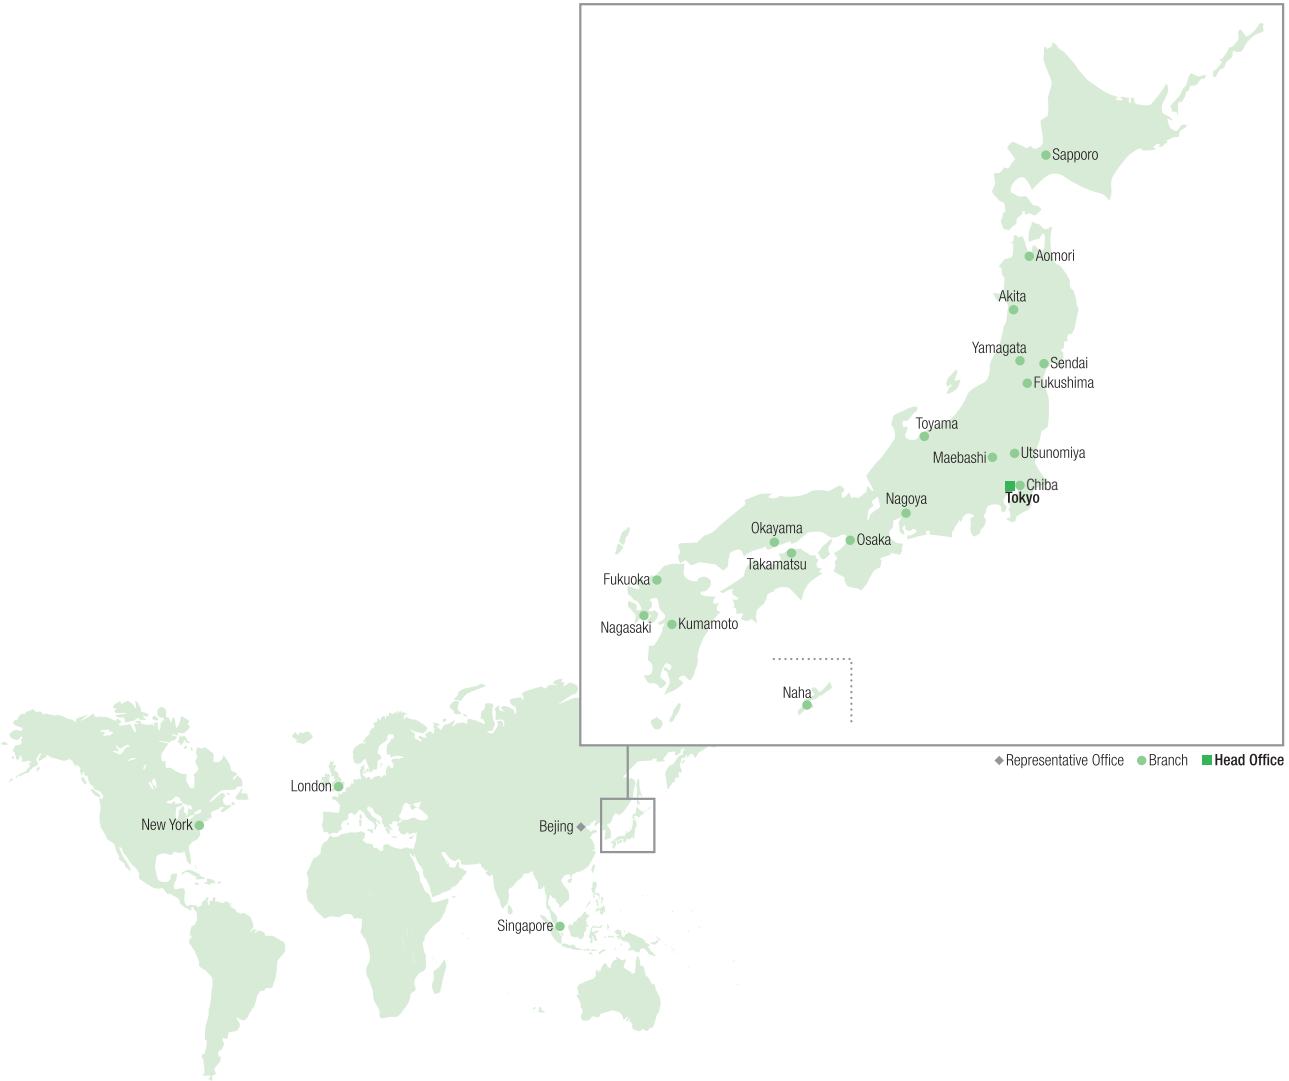 Sapporo
Aomori
Akita
Yamagata
Sendai
Fukushima
Toyama
Maebashi
Utsunomiya
Chiba
Tokyo
Nagoya
Okayama
Osaka
Takamatsu
Fukuoka
Nagasaki
Kumamoto
Naha
Representative Office
Branch
Head Office
London
New York
Bejing
Singapore